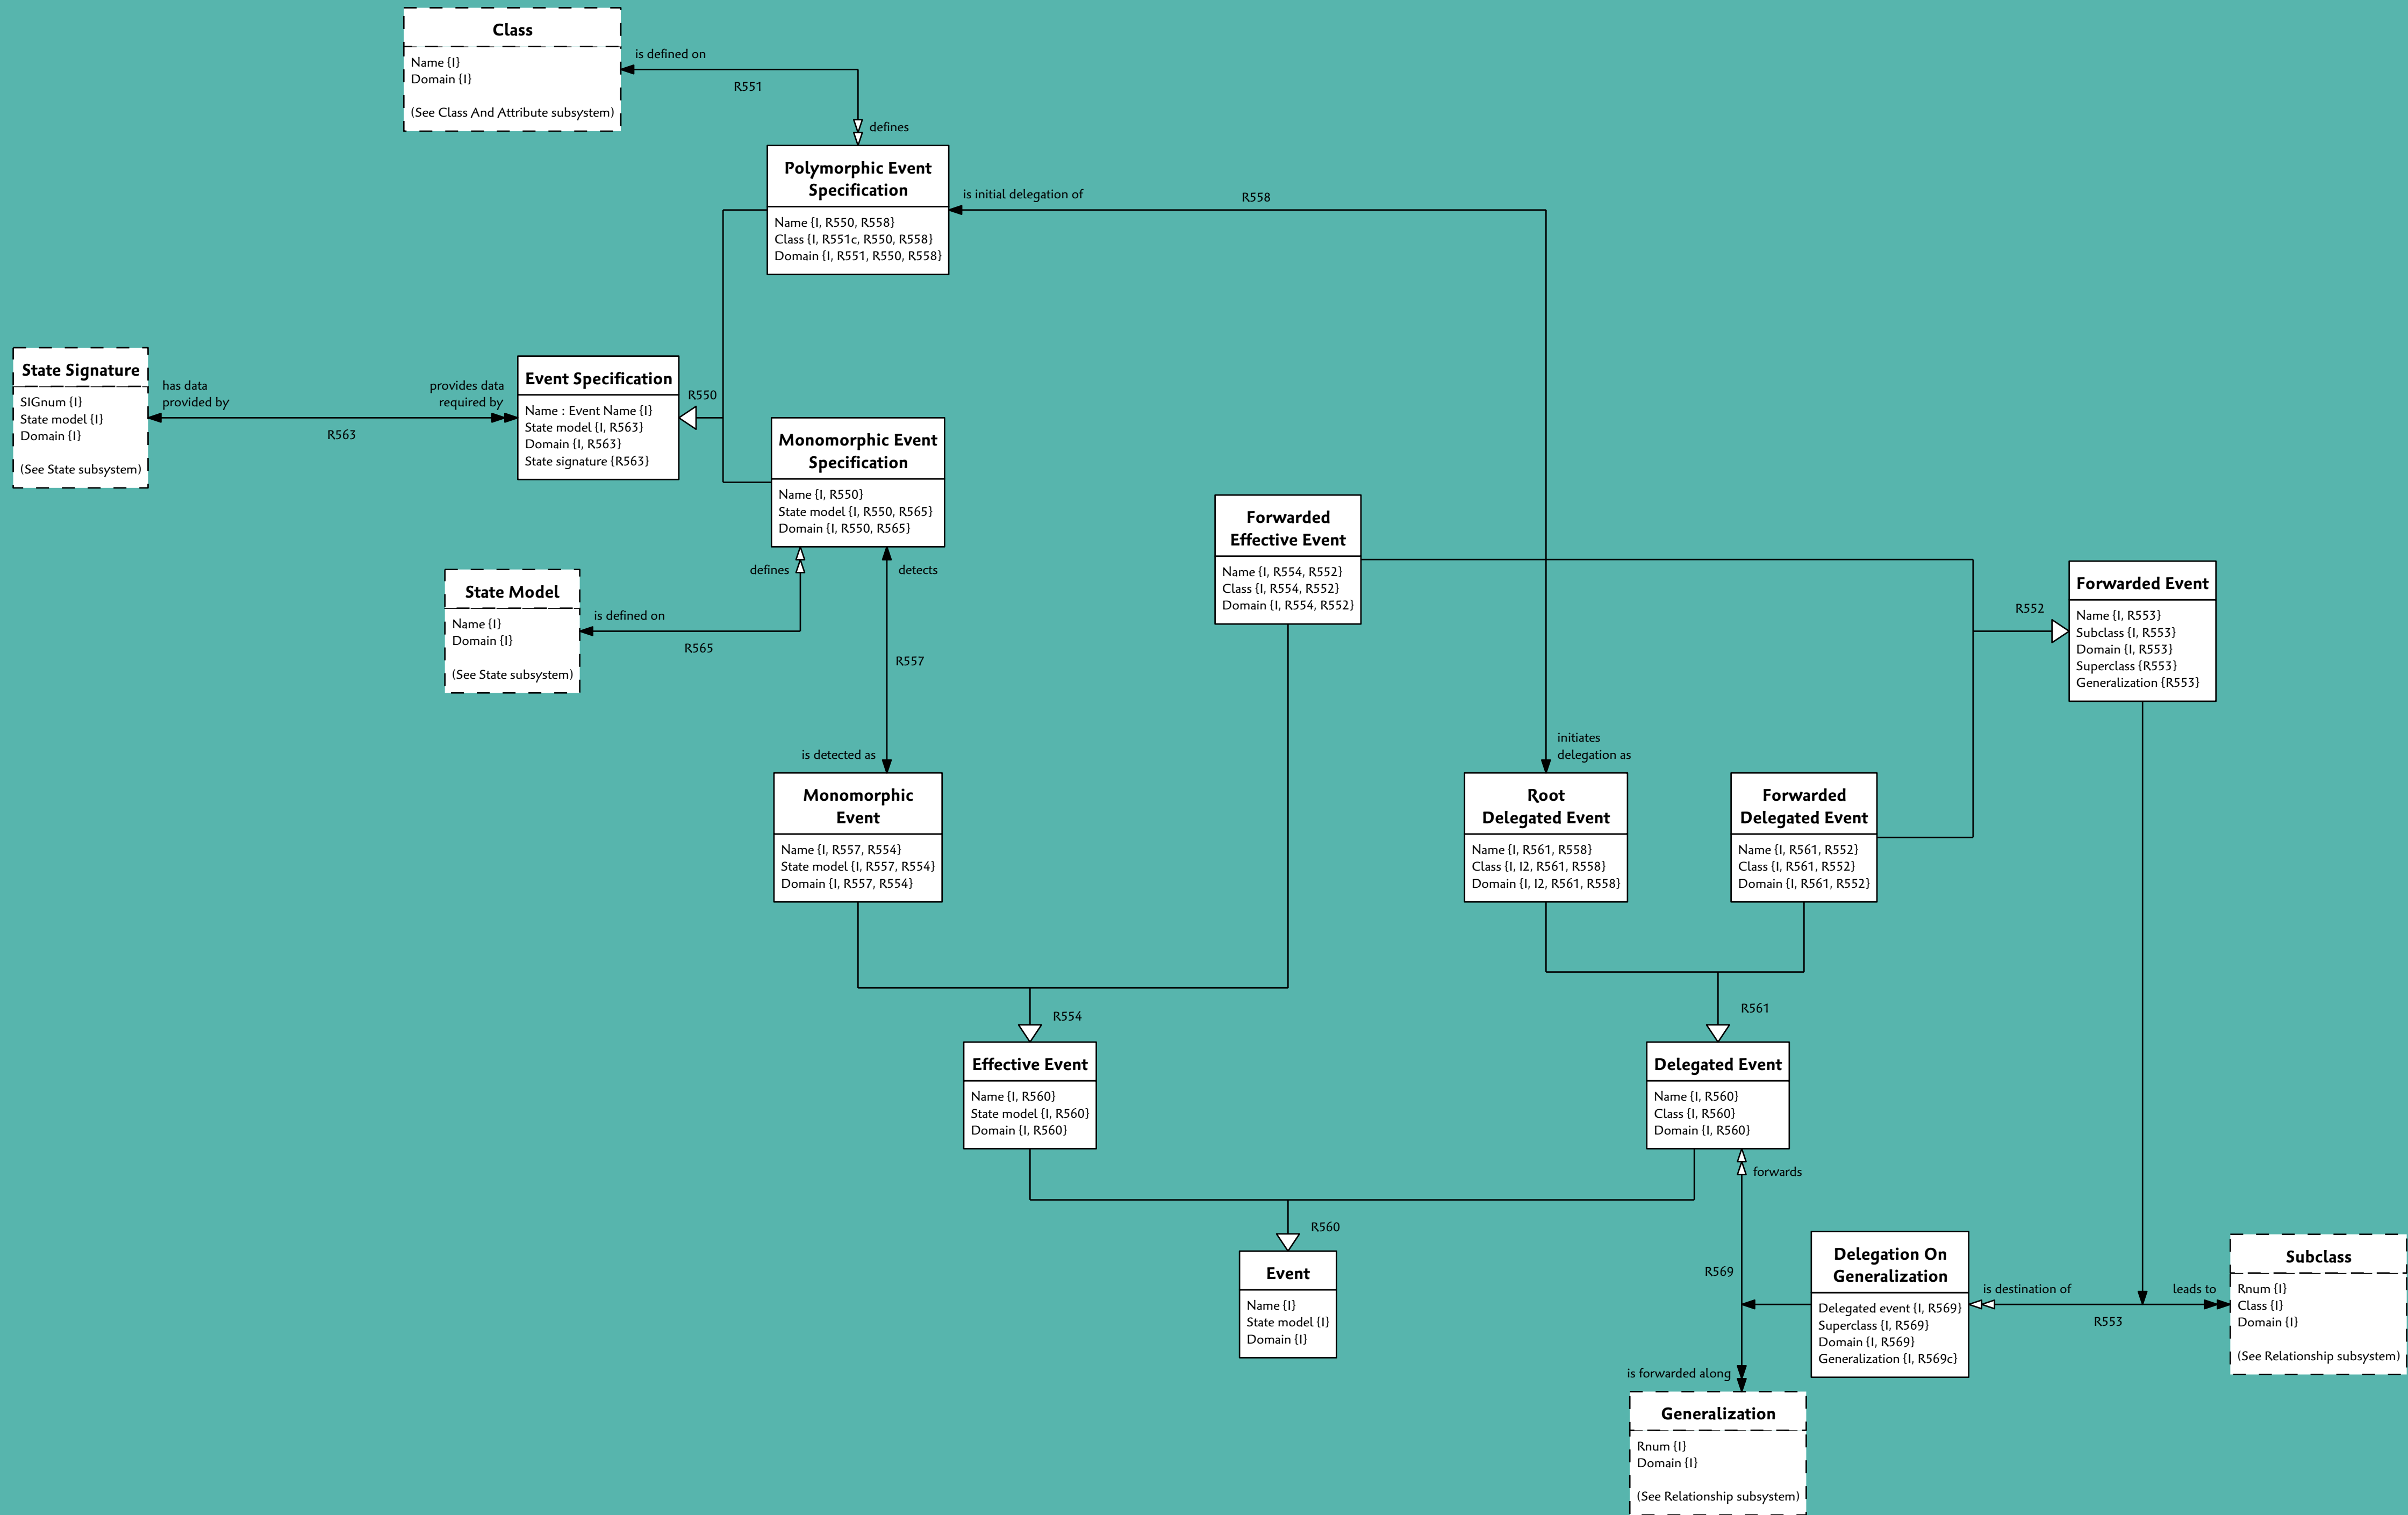 Class
Name {I}
Domain {I}
(See Class And Attribute subsystem)
is defined on
R551
defines
Polymorphic Event
Specification
Name {I, R550, R558}
Class {I, R551c, R550, R558}
Domain {I, R551, R550, R558}
is initial delegation of
R558
State Signature
SIGnum {I}
State model {I}
Domain {I}
(See State subsystem)
has data
provided by
R563
provides data
required by
Event Specification
Name : Event Name {I}
State model {I, R563}
Domain {I, R563}
State signature {R563}
R550
Monomorphic Event
Specification
Name {I, R550}
State model {I, R550, R565}
Domain {I, R550, R565}
defines
detects
State Model
Name {I}
Domain {I}
(See State subsystem)
is defined on
R565
R557
is detected as
Forwarded
Effective Event
Name {I, R554, R552}
Class {I, R554, R552}
Domain {I, R554, R552}
R552
Forwarded Event
Name {I, R553}
Subclass {I, R553}
Domain {I, R553}
Superclass {R553}
Generalization {R553}
initiates
delegation as
Monomorphic
Event
Name {I, R557, R554}
State model {I, R557, R554}
Domain {I, R557, R554}
Root
Delegated Event
Name {I, R561, R558}
Class {I, I2, R561, R558}
Domain {I, I2, R561, R558}
Forwarded
Delegated Event
Name {I, R561, R552}
Class {I, R561, R552}
Domain {I, R561, R552}
R554
R561
Effective Event
Name {I, R560}
State model {I, R560}
Domain {I, R560}
Delegated Event
Name {I, R560}
Class {I, R560}
Domain {I, R560}
forwards
R560
Event
Name {I}
State model {I}
Domain {I}
R569
Delegation On
Generalization
Delegated event {I, R569}
Superclass {I, R569}
Domain {I, R569}
Generalization {I, R569c}
is destination of
leads to
R553
Subclass
Rnum {I}
Class {I}
Domain {I}
(See Relationship subsystem)
is forwarded along
Generalization
Rnum {I}
Domain {I}
(See Relationship subsystem)